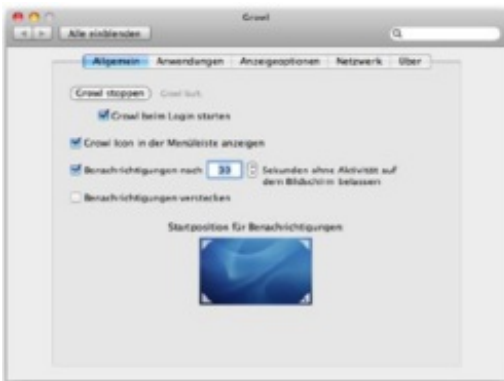 Growl
Alle einblenden
Allgemein Anwendungen Anzeigeoptionen Netzwerk Über
Growl stoppen Growl läuft.
Growl beim Login starten
Growl Icon in der Menüleiste anzeigen
Benachrichtigungen nach 30 Sekunden ohne Aktivität auf
dem Bildschirm belassen
Benachrichtigungen verstecken
Startposition für Benachrichtigungen